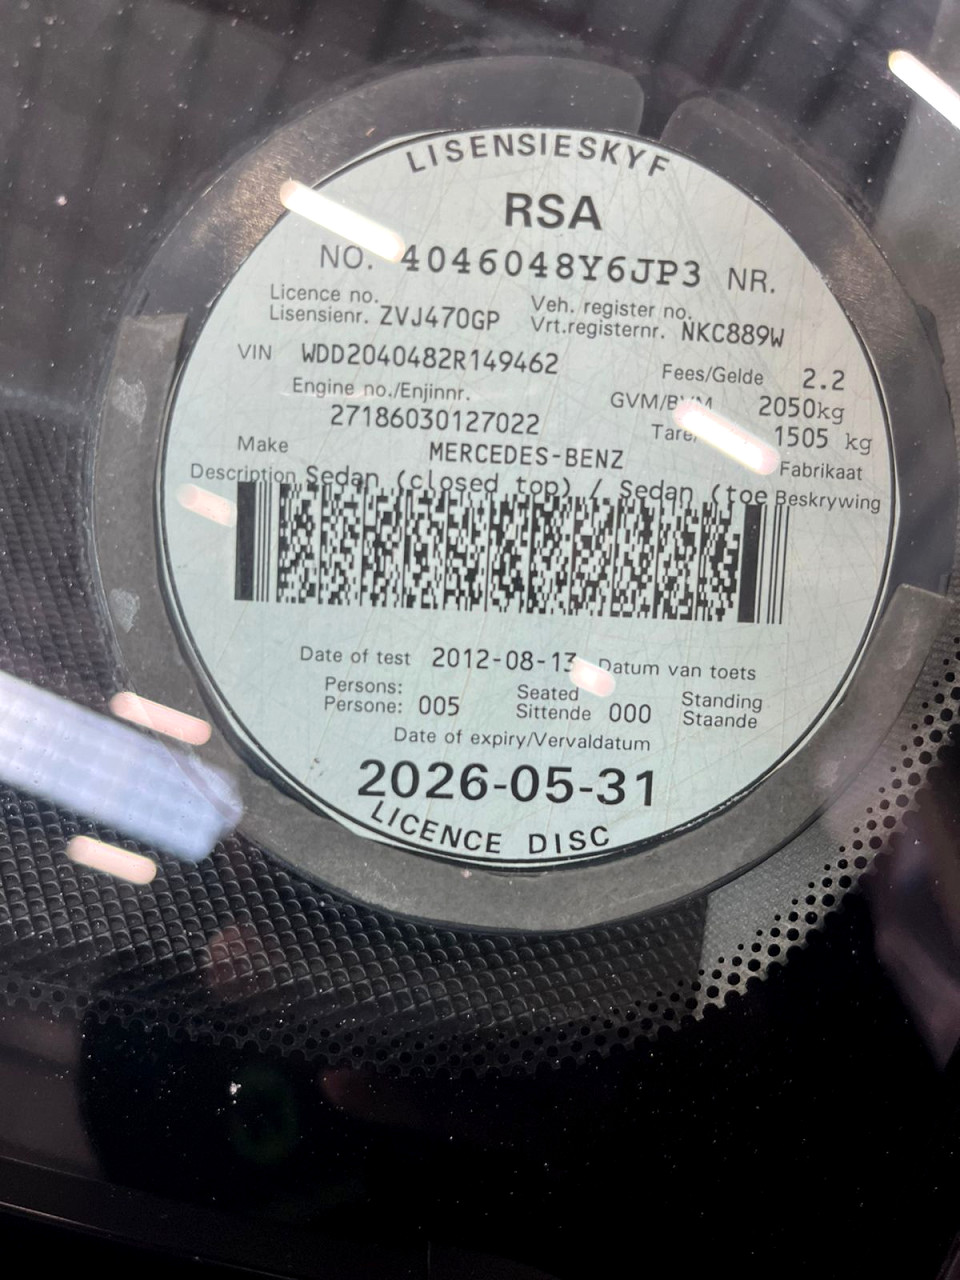 LISENSIESKYF
RSA
NO. 4046048Y6JP3 NR.
Licence no.
Lisensienr. ZVJ470GP
Veh. register no.
Vrt.registernr. NKC889W
VIN WDD2040482R149462
Fees/Gelde 2.2
Engine no./Enjinnr.
27186030127022
GVM/BVM 2050kg
Tare/ 1505 kg
Make MERCEDES-BENZ Fabrikaat
Description Sedan (closed top) / Sedan (toe Beskrywing
Date of test 2012-08-13 Datum van toets
Persons:
Persone: 005
Seated
Sittende 000
Standing
Staande
Date of expiry/Vervaldatum
2026-05-31
LICENCE DISC